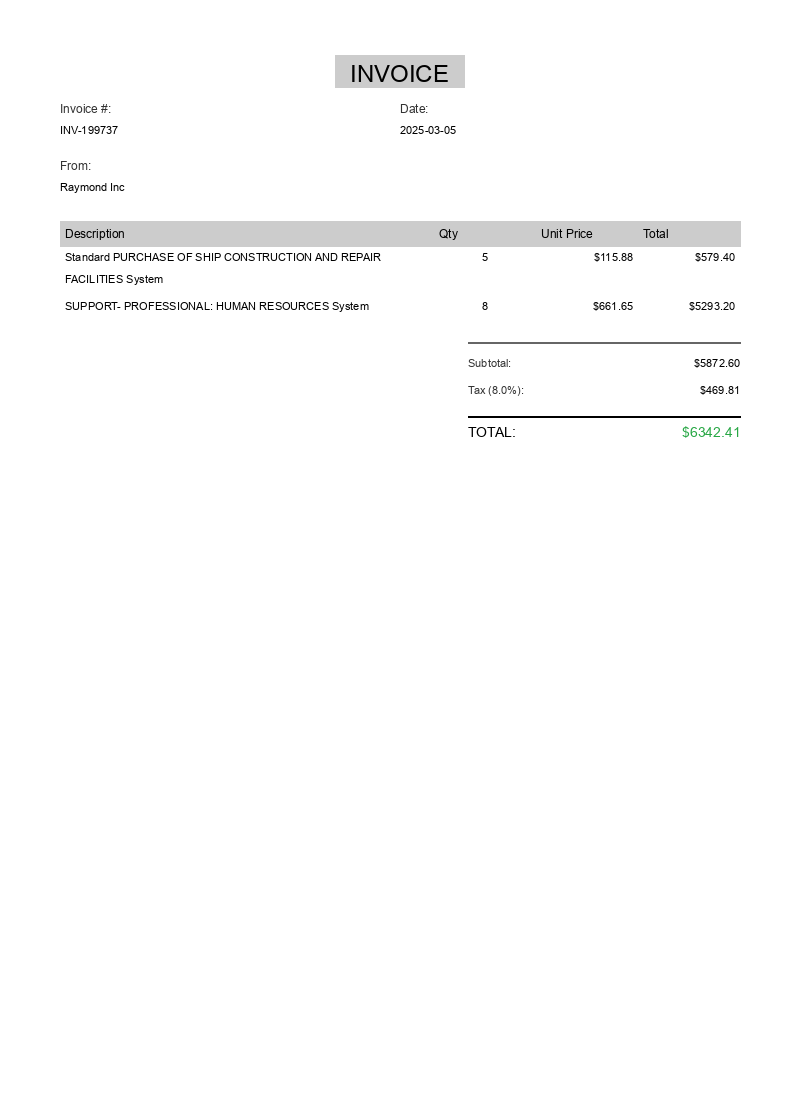 INVOICE
Invoice #: Date:
INV-199737 2025-03-05
From:
Raymond Inc
Description Qty Unit Price Total
Standard PURCHASE OF SHIP CONSTRUCTION AND REPAIR 5 $115.88 $579.40
FACILITIES System
SUPPORT- PROFESSIONAL: HUMAN RESOURCES System 8 $661.65 $5293.20
Subtotal: $5872.60
Tax (8.0%): $469.81
TOTAL: $6342.41